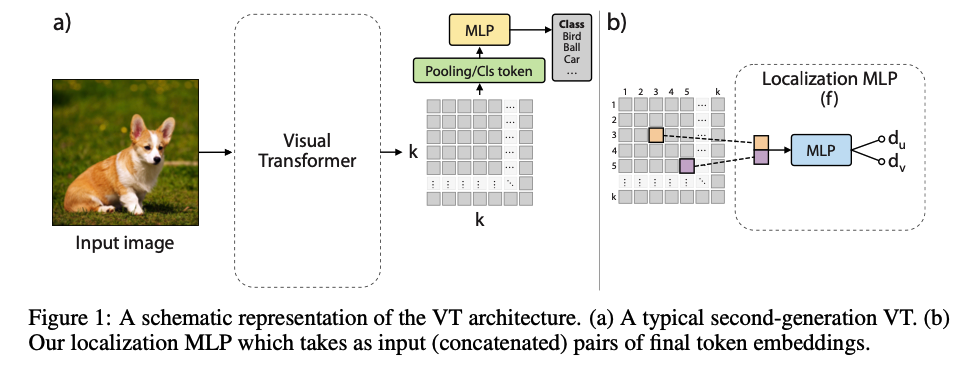 a)
MLP
Class
Bird
Ball
Car
...
Pooling/Cls token
Visual
Transformer
k
k
Input image
b)
Localization MLP
(f)
1 2 3 4 5 ... k
1
2
3
4
5
k
MLP
d_u
d_v
Figure 1: A schematic representation of the VT architecture. (a) A typical second-generation VT. (b)
Our localization MLP which takes as input (concatenated) pairs of final token embeddings.